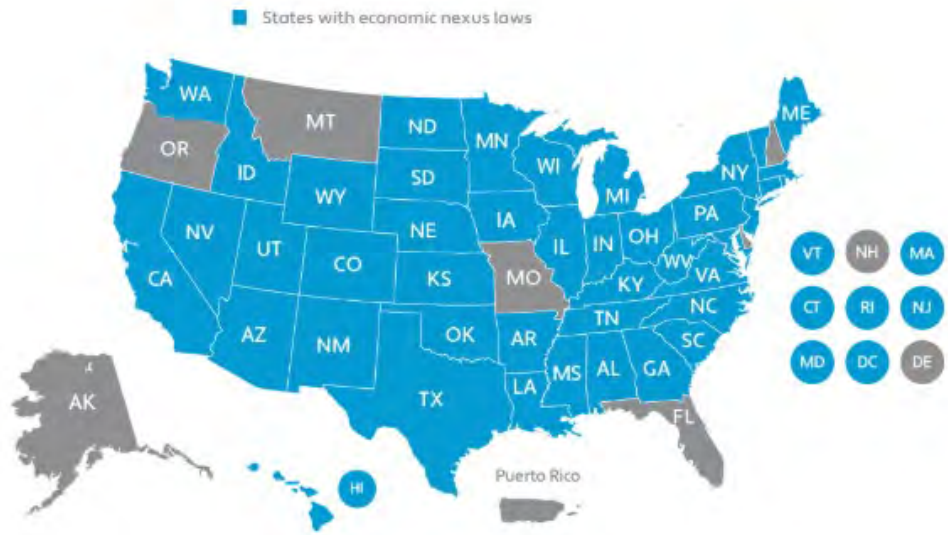 States with economic nexus laws
WA
MT
ND
MN
ME
OR
ID
SD
WI
NY
WY
MI
IA
PA
NV
NE
IL
IN
OH
UT
CO
WV
VA
CA
KS
MO
KY
NC
AZ
NM
OK
AR
TN
SC
MS
AL
GA
TX
LA
FL
AK
HI
Puerto Rico
VT NH MA
CT RI NJ
MD DC DE